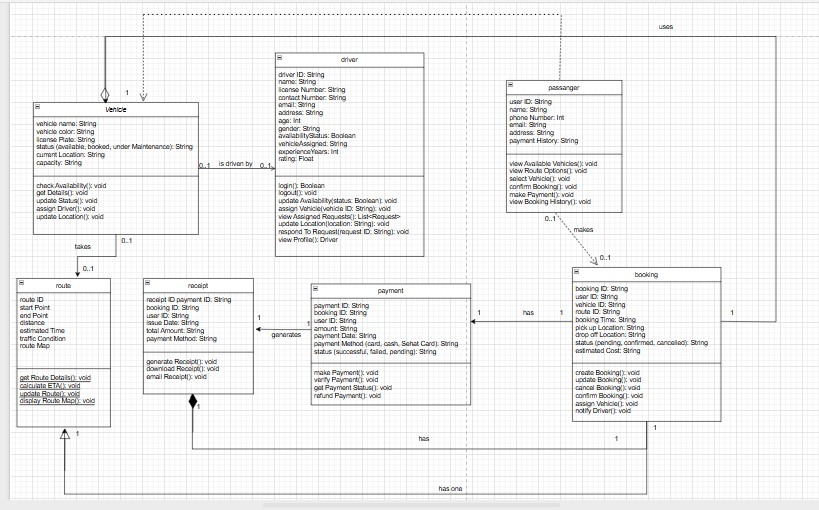 uses
Vehicle
vehicle name: String
vehicle color: String
license Plate: String
status (available, booked, under Maintenance): String
current Location: String
capacity: String
check Availability(): void
get Details(): void
update Status(): void
assign Driver(): void
update Location(): void
1
driver
driver ID: String
name: String
license Number: String
contact Number: String
email: String
address: String
age: Int
gender: String
availabilityStatus: Boolean
vehicleAssigned: String
experienceYears: Int
rating: Float
login(): Boolean
logout(): void
update Availability(status: Boolean): void
assign Vehicle(vehicle ID: String): void
view Assigned Requests(): List<Request>
update Location(location: String): void
respond To Request(request ID; String): void
view Profile(): Driver
0..1
is driven by
0..1
passanger
user ID: String
name: String
phone Number: Int
email: String
address: String
payment History: String
view Available Vehicles(): void
view Route Options(): void
select Vehicle(): void
confirm Booking(): void
make Payment(): void
view Booking History(): void
0..1
makes
0..1
takes
0..1
0..1
route
route ID
start Point
end Point
distance
estimated Time
traffic Condition
route Map
get Route Details(): void
calculate ETA(): void
update Route(): void
display Route Map(): void
1
receipt
receipt ID payment ID: String
booking ID: String
user ID: String
issue Date: String
total Amount: String
payment Method: String
generate Receipt(): void
download Receipt(): void
email Receipt(): void
1
1
generates
1
payment
payment ID: String
booking ID: String
user ID: String
amount: String
payment Date: String
payment Method (card, cash, Sehat Card): String
status (successful, failed, pending): String
make Payment(): void
verify Payment(): void
get Payment Status(): void
refund Payment(): void
1
has
1
booking
booking ID: String
user ID: String
vehicle ID: String
route ID: String
booking Time: String
pick up Location: String
drop off Location: String
status (pending, confirmed, cancelled): String
estimated Cost: String
create Booking(): void
update Booking(): void
cancel Booking(): void
confirm Booking(): void
assign Vehicle(): void
notify Driver(): void
1
1
has
1
has one